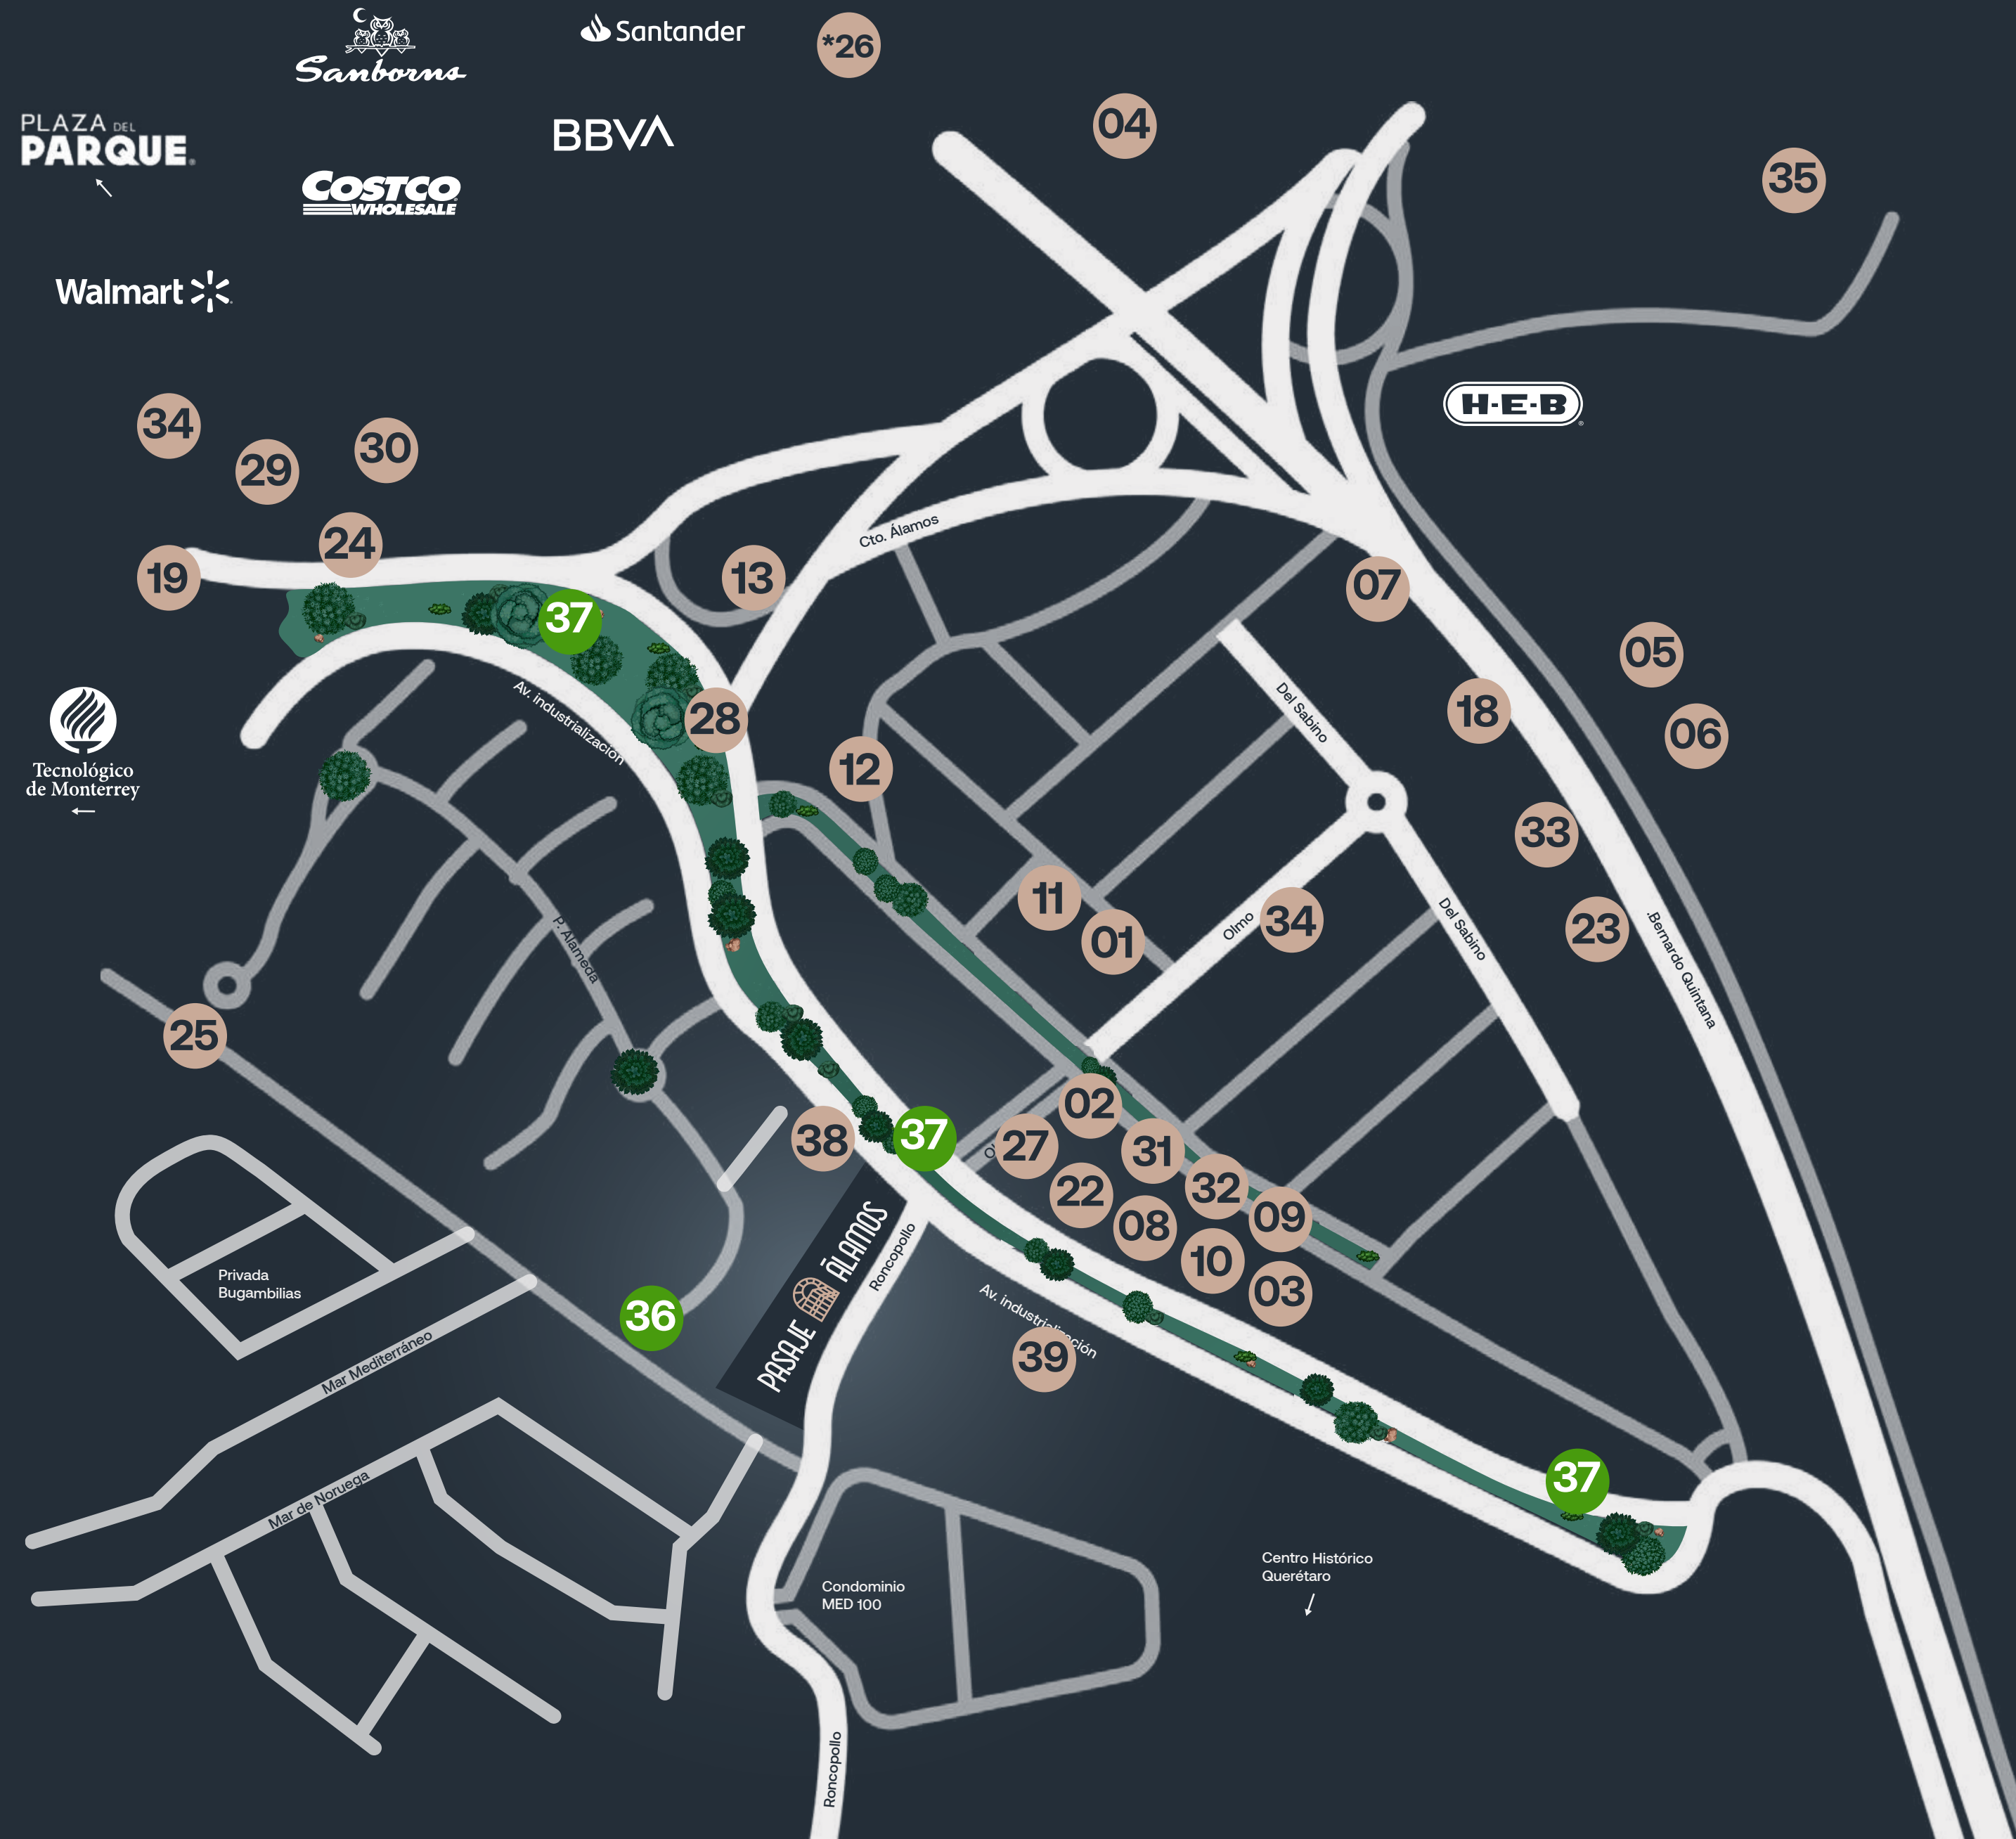 Sanborns
Santander
*26
04
PLAZA DEL
PARQUE
BBVA
COSTCO
WHOLESALE
35
Walmart
H-E-B
34
29
30
24
19
13
37
Cto. Álamos
07
05
06
18
28
Av. industrialización
Del Sabino
12
Tecnológico
de Monterrey
33
23
11
01
34
Olmo
Del Sabino
.Bernardo Quintana
P. Alameda
25
02
38
37
27
31
22
32
08
09
10
03
PASAJE ÁLAMOS
Roncopollo
Privada
Bugambilias
36
Av. industrialización
39
Mar Mediterráneo
Mar de Noruega
37
Centro Histórico
Querétaro
Condominio
MED 100
Roncopollo